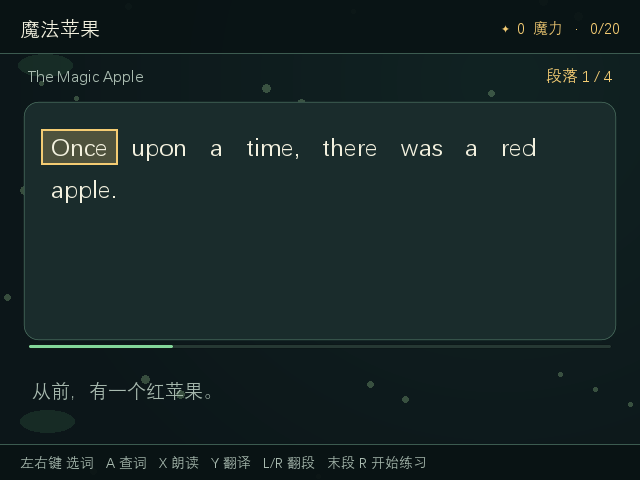 魔法苹果
✦ 0 魔力 · 0/20
The Magic Apple
段落 1 / 4
Once upon a time, there was a red
apple.
从前，有一个红苹果。
左右键 选词 A 查词 X 朗读 Y 翻译 L/R 翻段 末段 R 开始练习